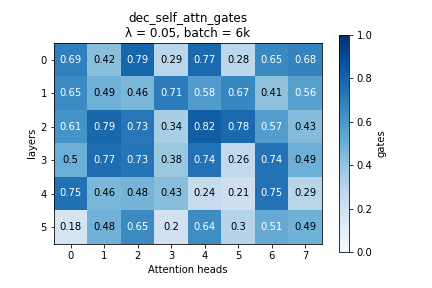 dec_self_attn_gates
λ = 0.05, batch = 6k
0 0.69 0.42 0.79 0.29 0.77 0.28 0.65 0.68
1 0.65 0.49 0.46 0.71 0.58 0.67 0.41 0.56
2 0.61 0.79 0.73 0.34 0.82 0.78 0.57 0.43
3 0.5 0.77 0.73 0.38 0.74 0.26 0.74 0.49
4 0.75 0.46 0.48 0.43 0.24 0.21 0.75 0.29
5 0.18 0.48 0.65 0.2 0.64 0.3 0.51 0.49
0 1 2 3 4 5 6 7
Attention heads
layers
1.0
0.8
0.6
0.4
0.2
0.0
gates